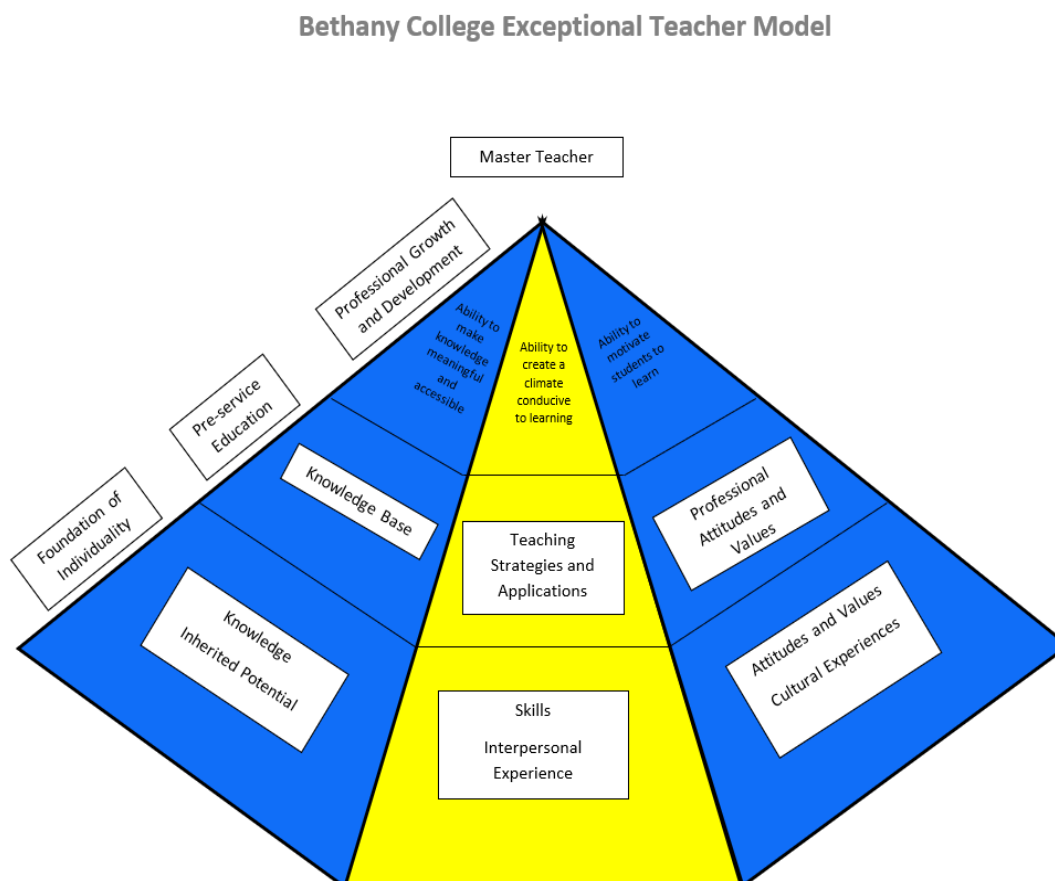 Bethany College Exceptional Teacher Model
Master Teacher
Professional Growth
and Development
Ability to
make
knowledge
meaningful
and
accessible
Ability to
create a
climate
conducive
to learning
Ability to
motivate
students to
learn
Pre-service
Education
Knowledge Base
Teaching
Strategies and
Applications
Professional
Attitudes and
Values
Foundation of
Individuality
Knowledge
Inherited Potential
Skills
Interpersonal
Experience
Attitudes and Values
Cultural Experiences